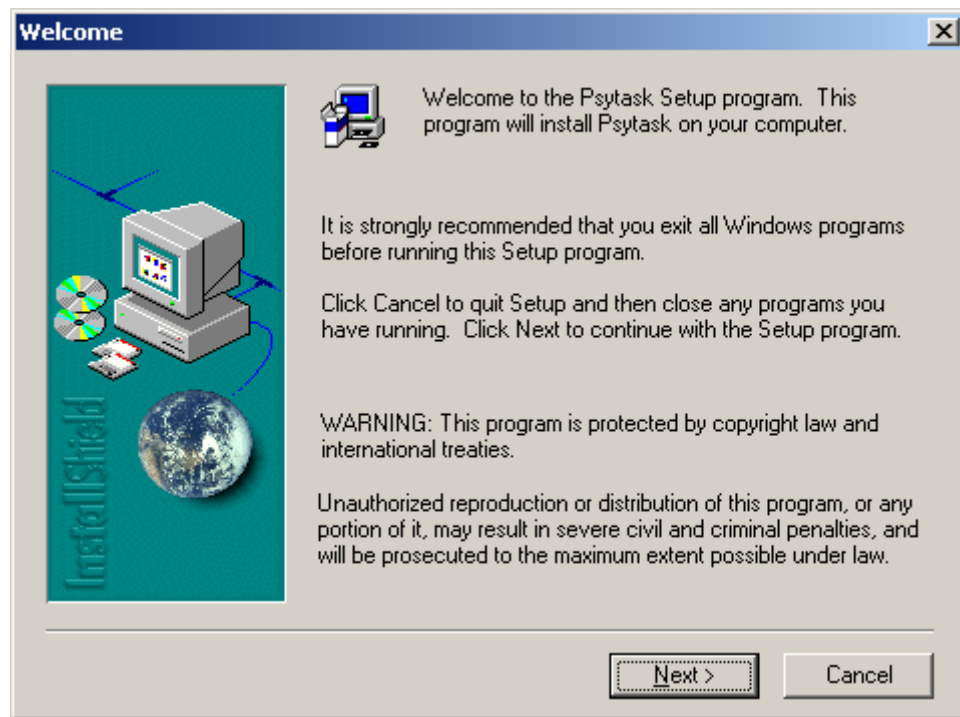 Welcome
Welcome to the Psytask Setup program. This
program will install Psytask on your computer.
It is strongly recommended that you exit all Windows programs
before running this Setup program.
Click Cancel to quit Setup and then close any programs you
have running. Click Next to continue with the Setup program.
WARNING: This program is protected by copyright law and
international treaties.
Unauthorized reproduction or distribution of this program, or any
portion of it, may result in severe civil and criminal penalties, and
will be prosecuted to the maximum extent possible under law.
InstallShield
Next >
Cancel